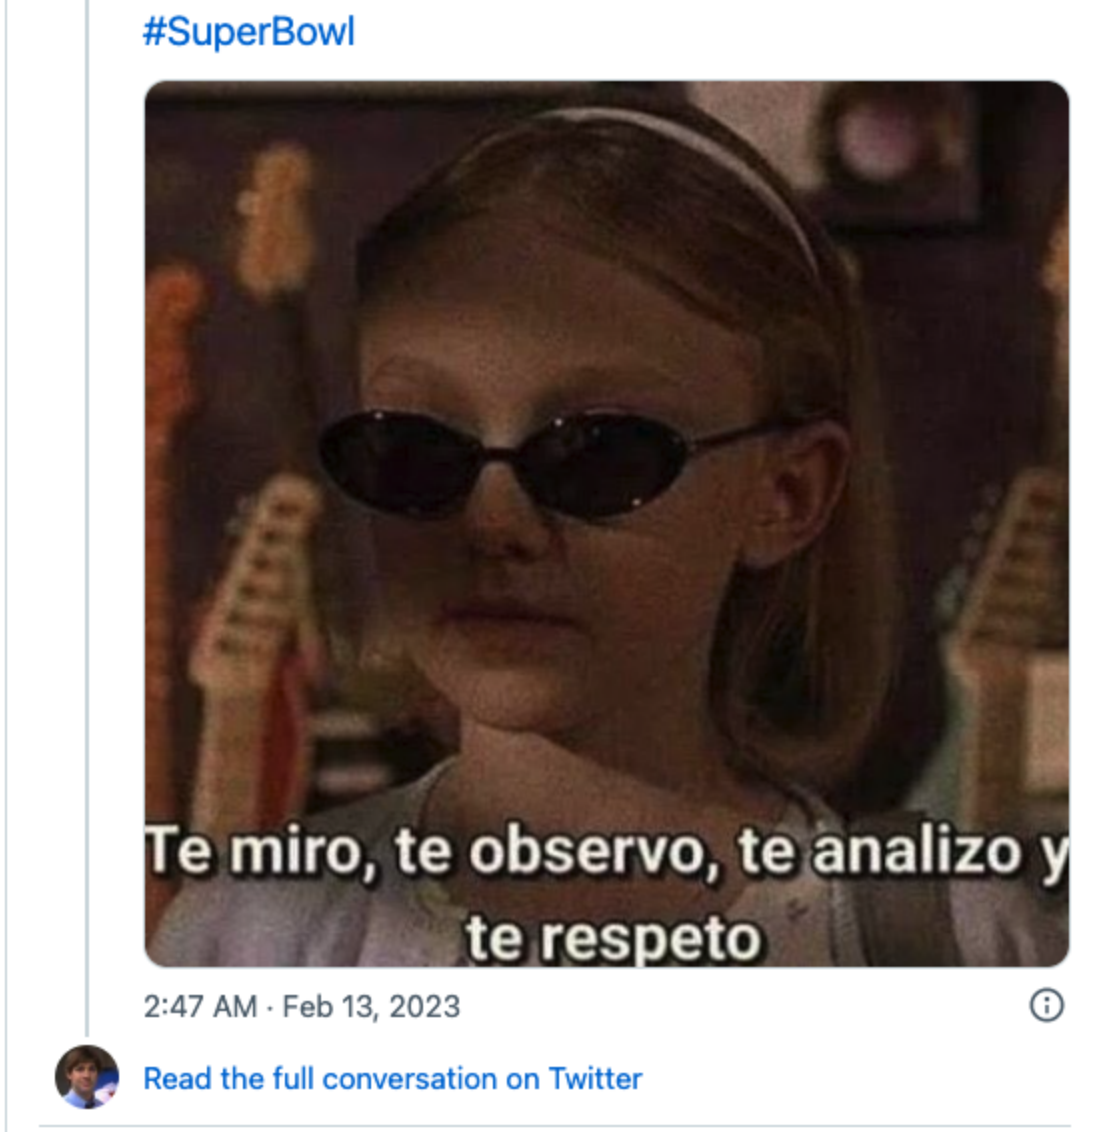 #SuperBowl
Te miro, te observo, te analizo y
te respeto
2:47 AM · Feb 13, 2023
Read the full conversation on Twitter